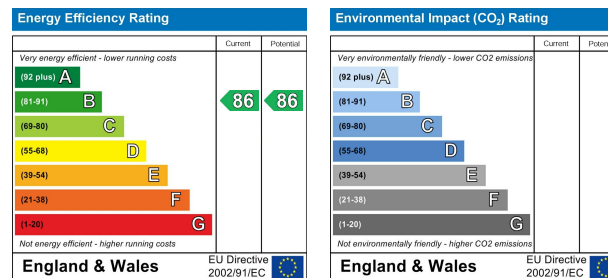 Energy Efficiency Rating
Current Potential
Very energy efficient - lower running costs
(92 plus) A
(81-91) B 86 86
(69-80) C
(55-68) D
(39-54) E
(21-38) F
(1-20) G
Not energy efficient - higher running costs
England & Wales
EU Directive
2002/91/EC
Environmental Impact (CO₂) Rating
Current Potential
Very environmentally friendly - lower CO2 emissions
(92 plus) A
(81-91) B
(69-80) C
(55-68) D
(39-54) E
(21-38) F
(1-20) G
Not environmentally friendly - higher CO2 emissions
England & Wales
EU Directive
2002/91/EC